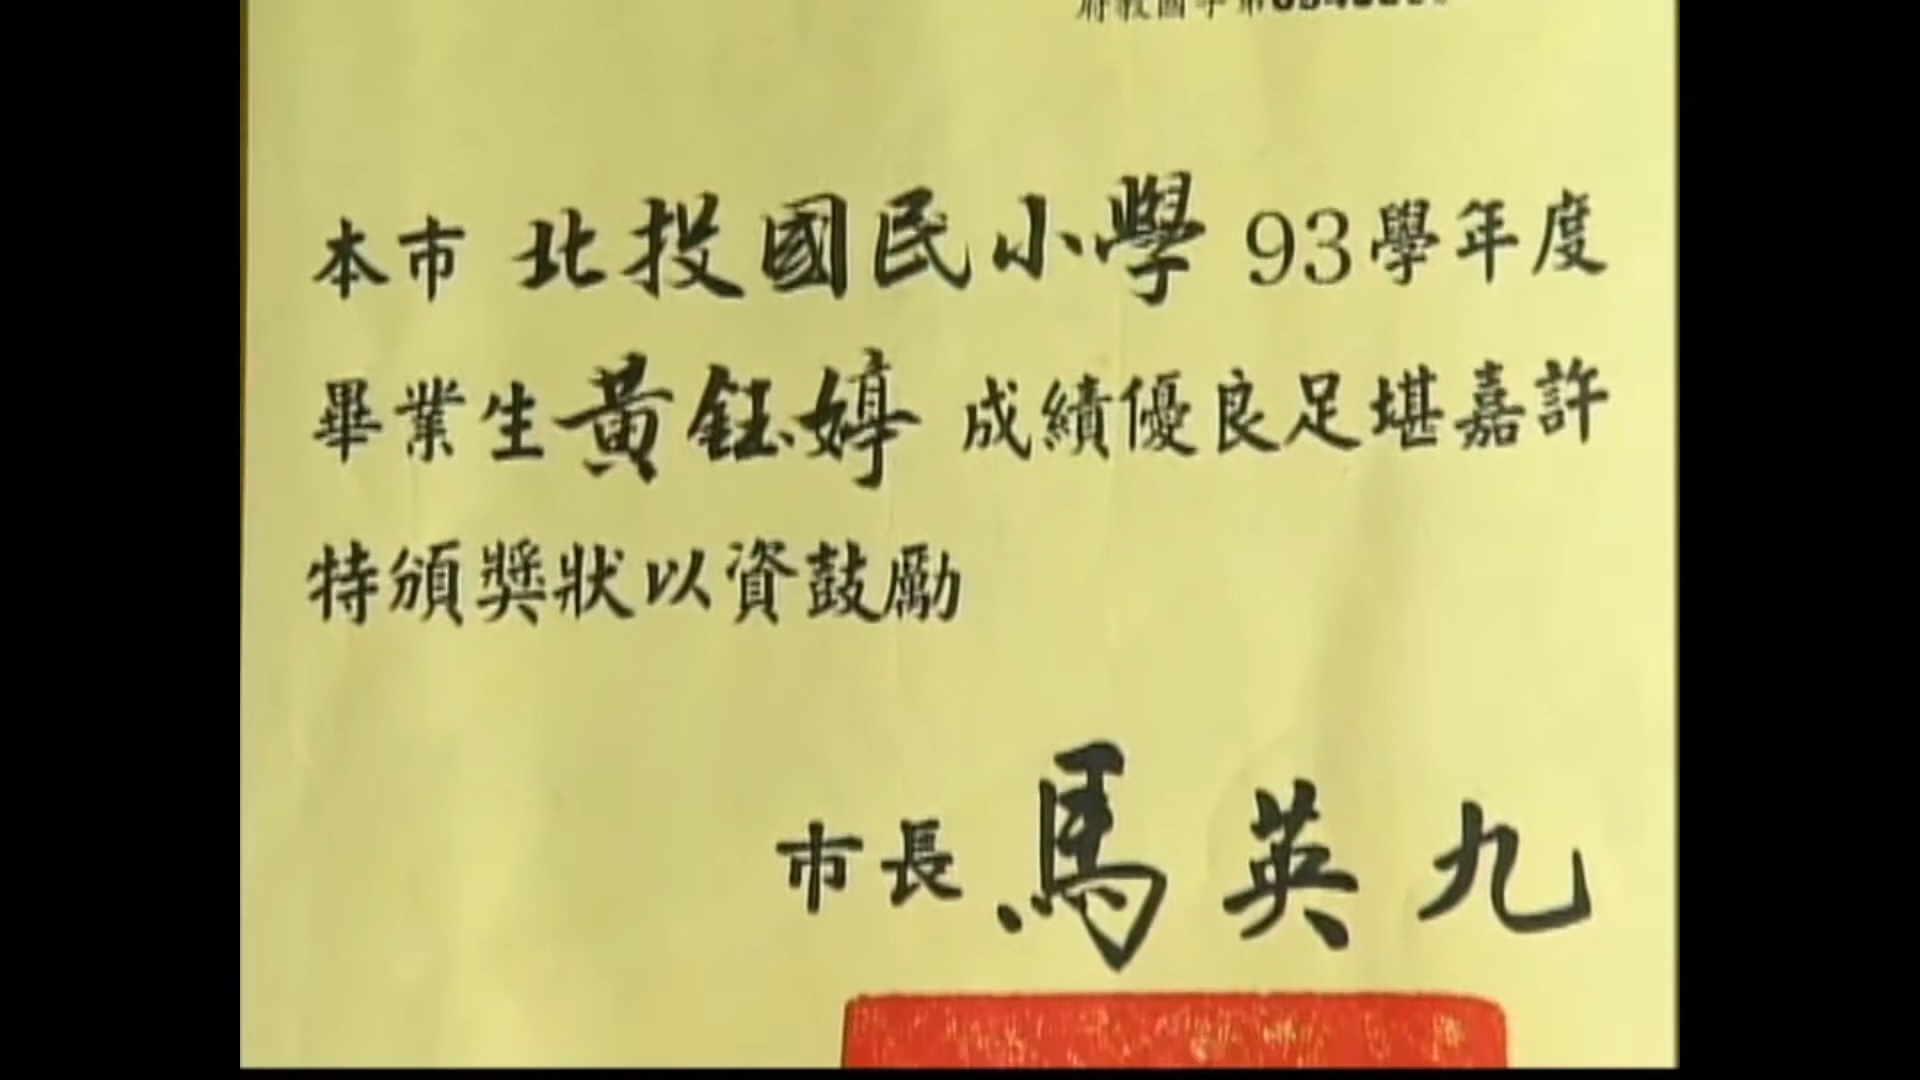 本市 北投國民小學 93學年度
畢業生黃鈺婷 成績優良足堪嘉許
特頒獎狀以資鼓勵
市長 馬英九